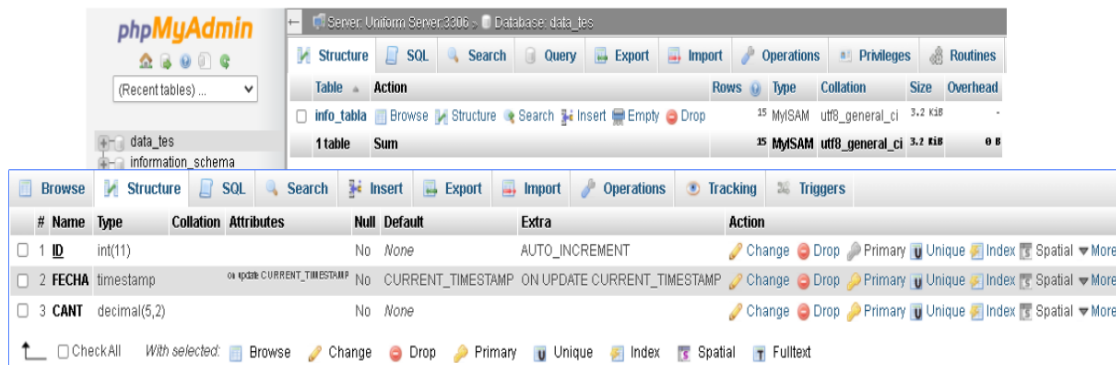 phpMyAdmin
(Recent tables) ...
data_tes
information_schema
Server: Uniform Server:3306 » Database: data_tes
Structure SQL Search Query Export Import Operations Privileges Routines
Table Action Rows Type Collation Size Overhead
info_tabla Browse Structure Search Insert Empty Drop 15 MyISAM utf8_general_ci 3.2 KiB -
1 table Sum 15 MyISAM utf8_general_ci 3.2 KiB 0 B
Browse Structure SQL Search Insert Export Import Operations Tracking Triggers
# Name Type Collation Attributes Null Default Extra Action
1 ID int(11) No None AUTO_INCREMENT Change Drop Primary Unique Index Spatial More
2 FECHA timestamp on update CURRENT_TIMESTAMP No CURRENT_TIMESTAMP ON UPDATE CURRENT_TIMESTAMP Change Drop Primary Unique Index Spatial More
3 CANT decimal(5,2) No None Change Drop Primary Unique Index Spatial More
Check All With selected: Browse Change Drop Primary Unique Index Spatial Fulltext